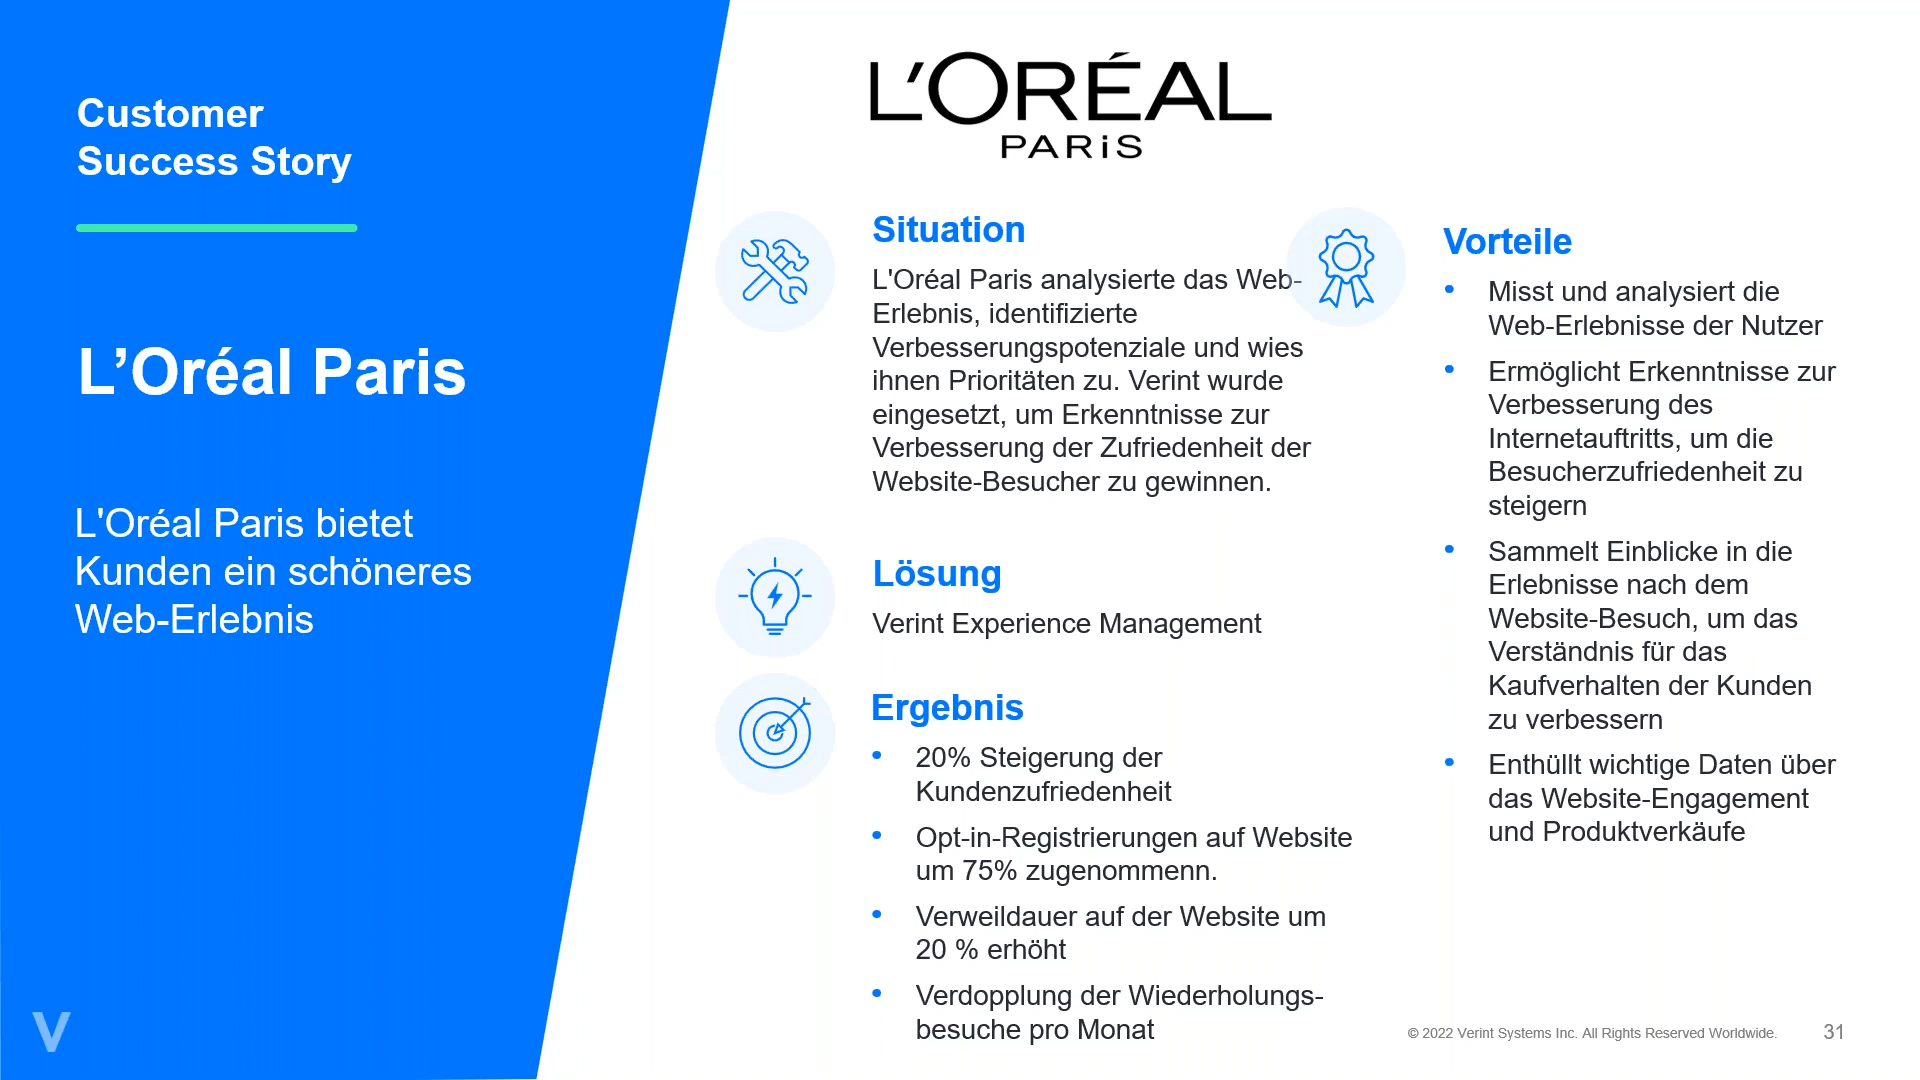 Customer
Success Story
L’Oréal Paris
L'Oréal Paris bietet
Kunden ein schöneres
Web-Erlebnis
V
L'ORÉAL
PARiS
Situation
L'Oréal Paris analysierte das Web-
Erlebnis, identifizierte
Verbesserungspotenziale und wies
ihnen Prioritäten zu. Verint wurde
eingesetzt, um Erkenntnisse zur
Verbesserung der Zufriedenheit der
Website-Besucher zu gewinnen.
Lösung
Verint Experience Management
Ergebnis
• 20% Steigerung der
Kundenzufriedenheit
• Opt-in-Registrierungen auf Website
um 75% zugenommenn.
• Verweildauer auf der Website um
20 % erhöht
• Verdopplung der Wiederholungs-
besuche pro Monat
Vorteile
• Misst und analysiert die
Web-Erlebnisse der Nutzer
• Ermöglicht Erkenntnisse zur
Verbesserung des
Internetauftritts, um die
Besucherzufriedenheit zu
steigern
• Sammelt Einblicke in die
Erlebnisse nach dem
Website-Besuch, um das
Verständnis für das
Kaufverhalten der Kunden
zu verbessern
• Enthüllt wichtige Daten über
das Website-Engagement
und Produktverkäufe
© 2022 Verint Systems Inc. All Rights Reserved Worldwide. 31